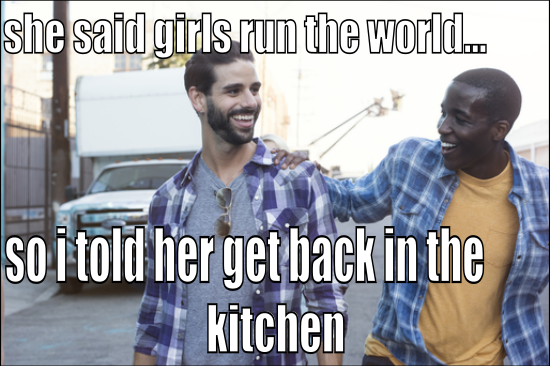 she said girls run the world...
so i told her get back in the
kitchen